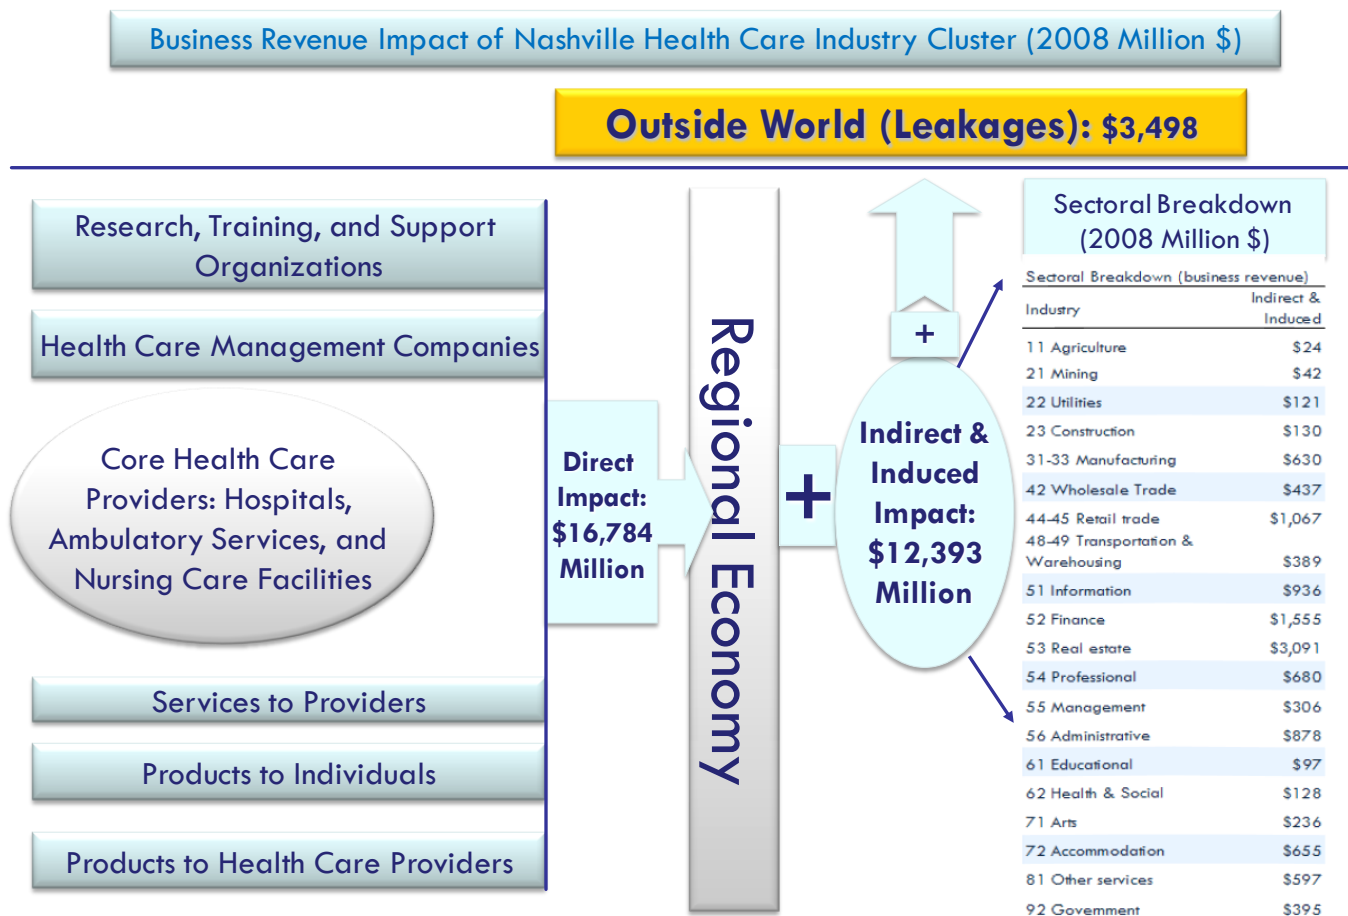 Business Revenue Impact of Nashville Health Care Industry Cluster (2008 Million $)
Outside World (Leakages): $3,498
Research, Training, and Support
Organizations
Health Care Management Companies
Core Health Care
Providers: Hospitals,
Ambulatory Services, and
Nursing Care Facilities
Services to Providers
Products to Individuals
Products to Health Care Providers
Direct
Impact:
$16,784
Million
Regional Economy
+
+
Indirect &
Induced
Impact:
$12,393
Million
Sectoral Breakdown
(2008 Million $)
Sectoral Breakdown (business revenue)
Industry Indirect &
Induced
11 Agriculture $24
21 Mining $42
22 Utilities $121
23 Construction $130
31-33 Manufacturing $630
42 Wholesale Trade $437
44-45 Retail trade $1,067
48-49 Transportation &
Warehousing $389
51 Information $936
52 Finance $1,555
53 Real estate $3,091
54 Professional $680
55 Management $306
56 Administrative $878
61 Educational $97
62 Health & Social $128
71 Arts $236
72 Accommodation $655
81 Other services $597
92 Government $395